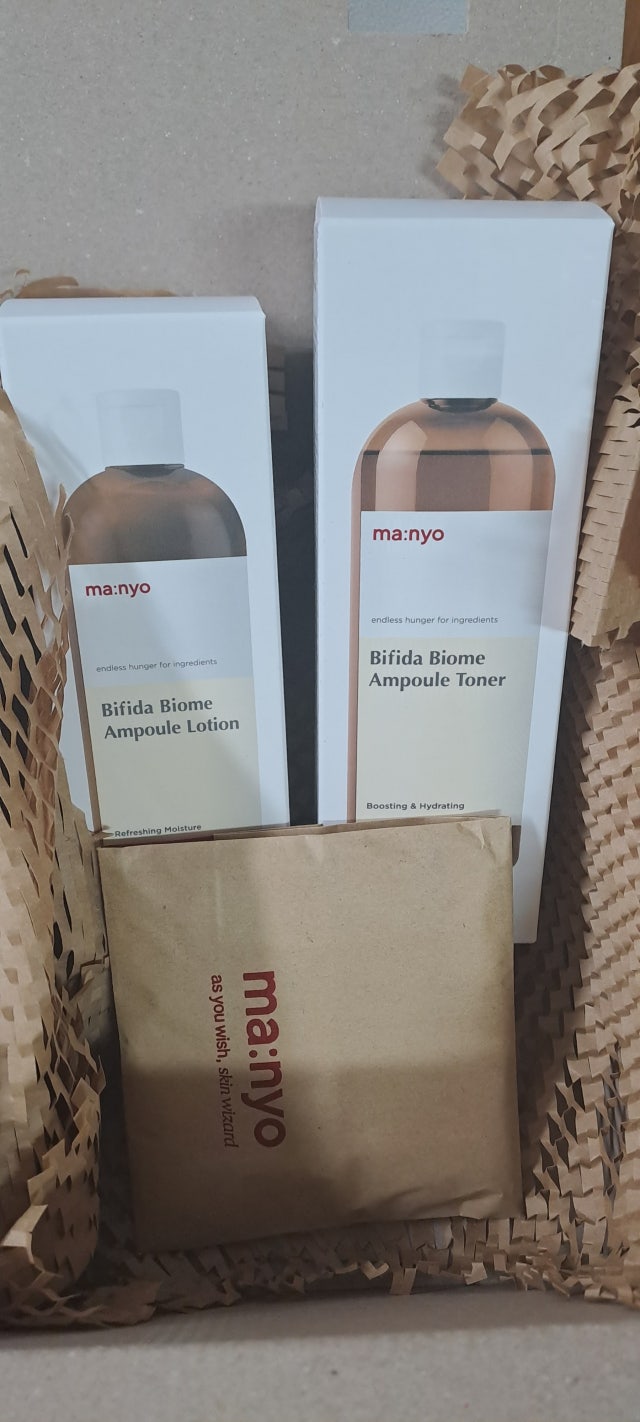 ma:nyo
endless hunger for ingredients
Bifida Biome
Ampoule Lotion
Refreshing Moisture
ma:nyo
endless hunger for ingredients
Bifida Biome
Ampoule Toner
Boosting & Hydrating
ma:nyo
as you wish, skin wizard